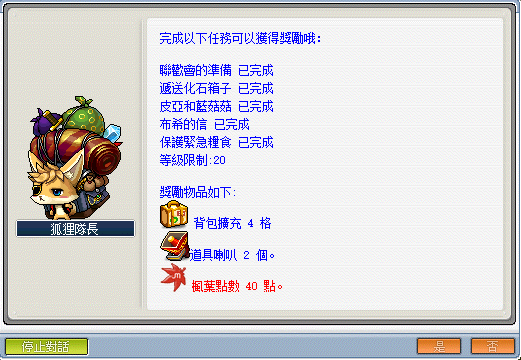 完成以下任務可以獲得獎勵哦:
聯歡會的準備 已完成
遞送化石箱子 已完成
皮亞和藍菇菇 已完成
布希的信 已完成
保護緊急糧食 已完成
等級限制:20
獎勵物品如下:
背包擴充 4 格
道具喇叭 2 個。
楓葉點數 40 點。
狐狸隊長
停止對話
是
否